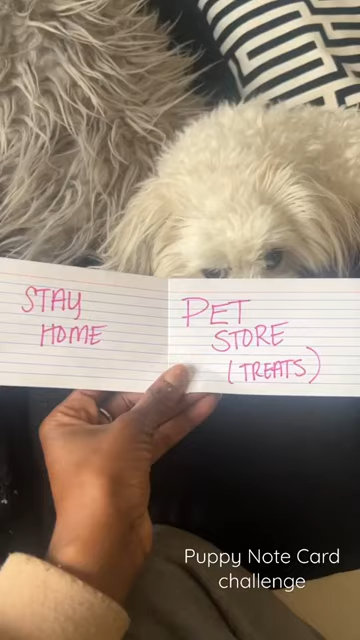 STAY
HOME
PET
STORE
(TREATS)
Puppy Note Card
challenge